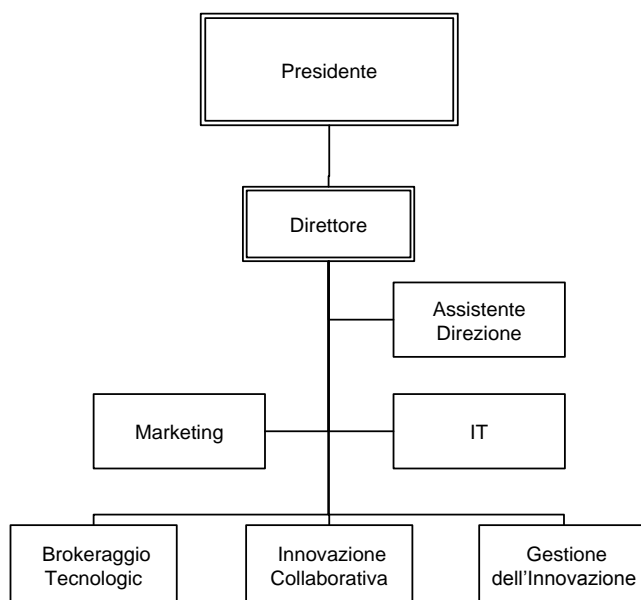 Presidente
Direttore
Assistente
Direzione
Marketing
IT
Brokeraggio
Tecnologic
Innovazione
Collaborativa
Gestione
dell'Innovazione